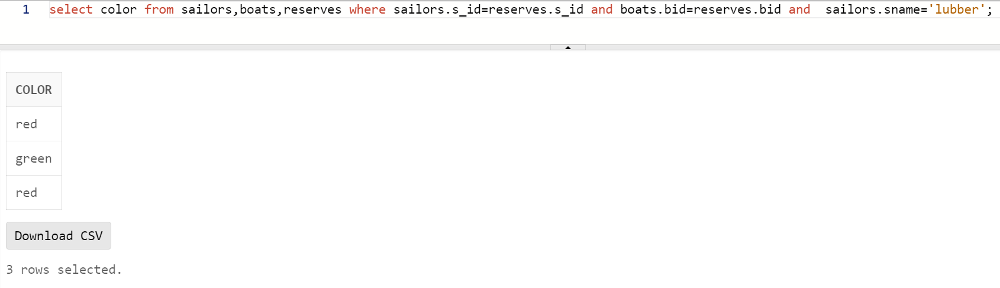 1 select color from sailors,boats,reserves where sailors.s_id=reserves.s_id and boats.bid=reserves.bid and  sailors.sname='lubber';
COLOR
red
green
red
Download CSV
3 rows selected.